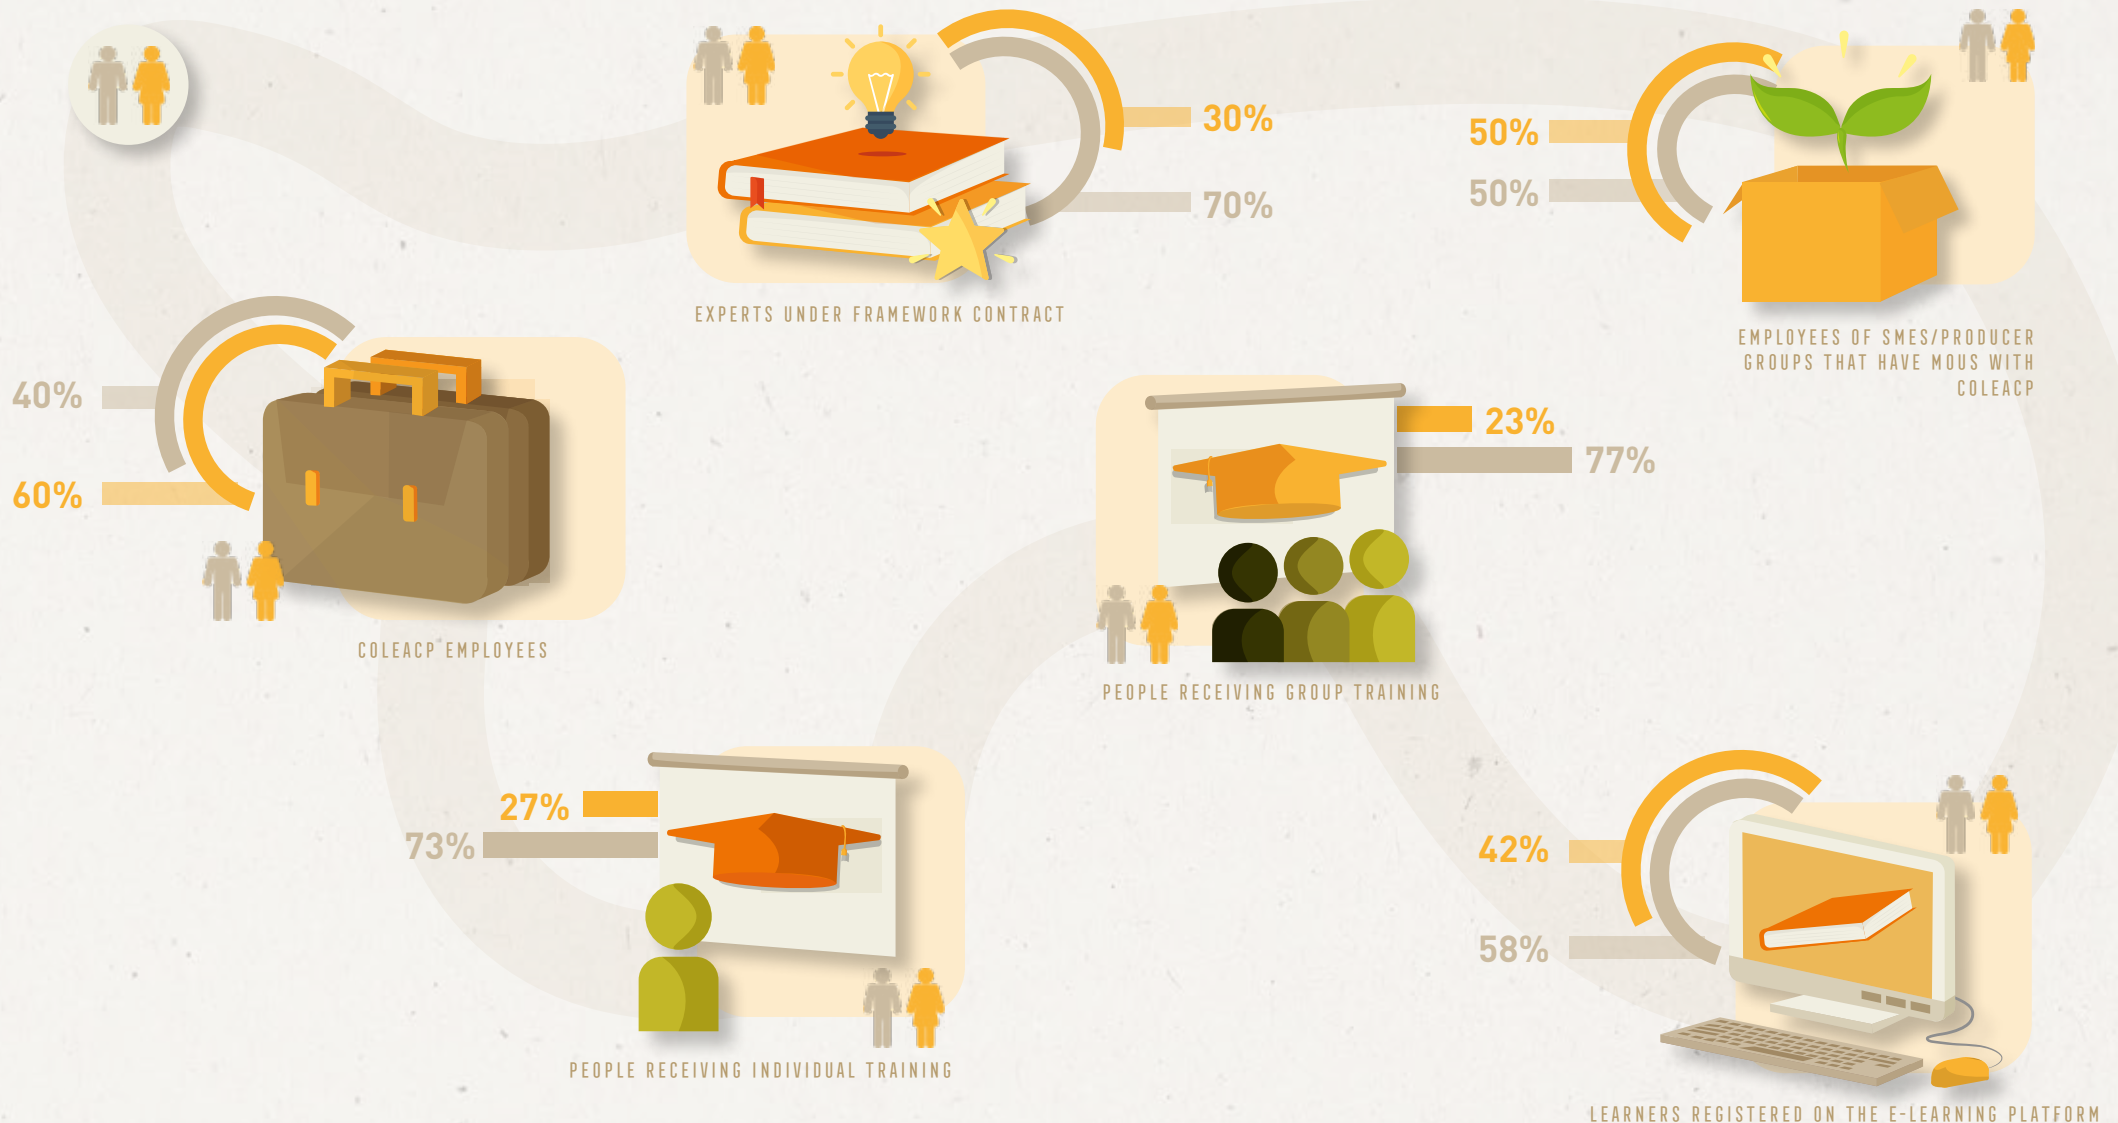 30%
70%
EXPERTS UNDER FRAMEWORK CONTRACT
50%
50%
EMPLOYEES OF SMES/PRODUCER
GROUPS THAT HAVE MOUS WITH
COLEACP
40%
60%
COLEACP EMPLOYEES
23%
77%
PEOPLE RECEIVING GROUP TRAINING
27%
73%
PEOPLE RECEIVING INDIVIDUAL TRAINING
42%
58%
LEARNERS REGISTERED ON THE E-LEARNING PLATFORM